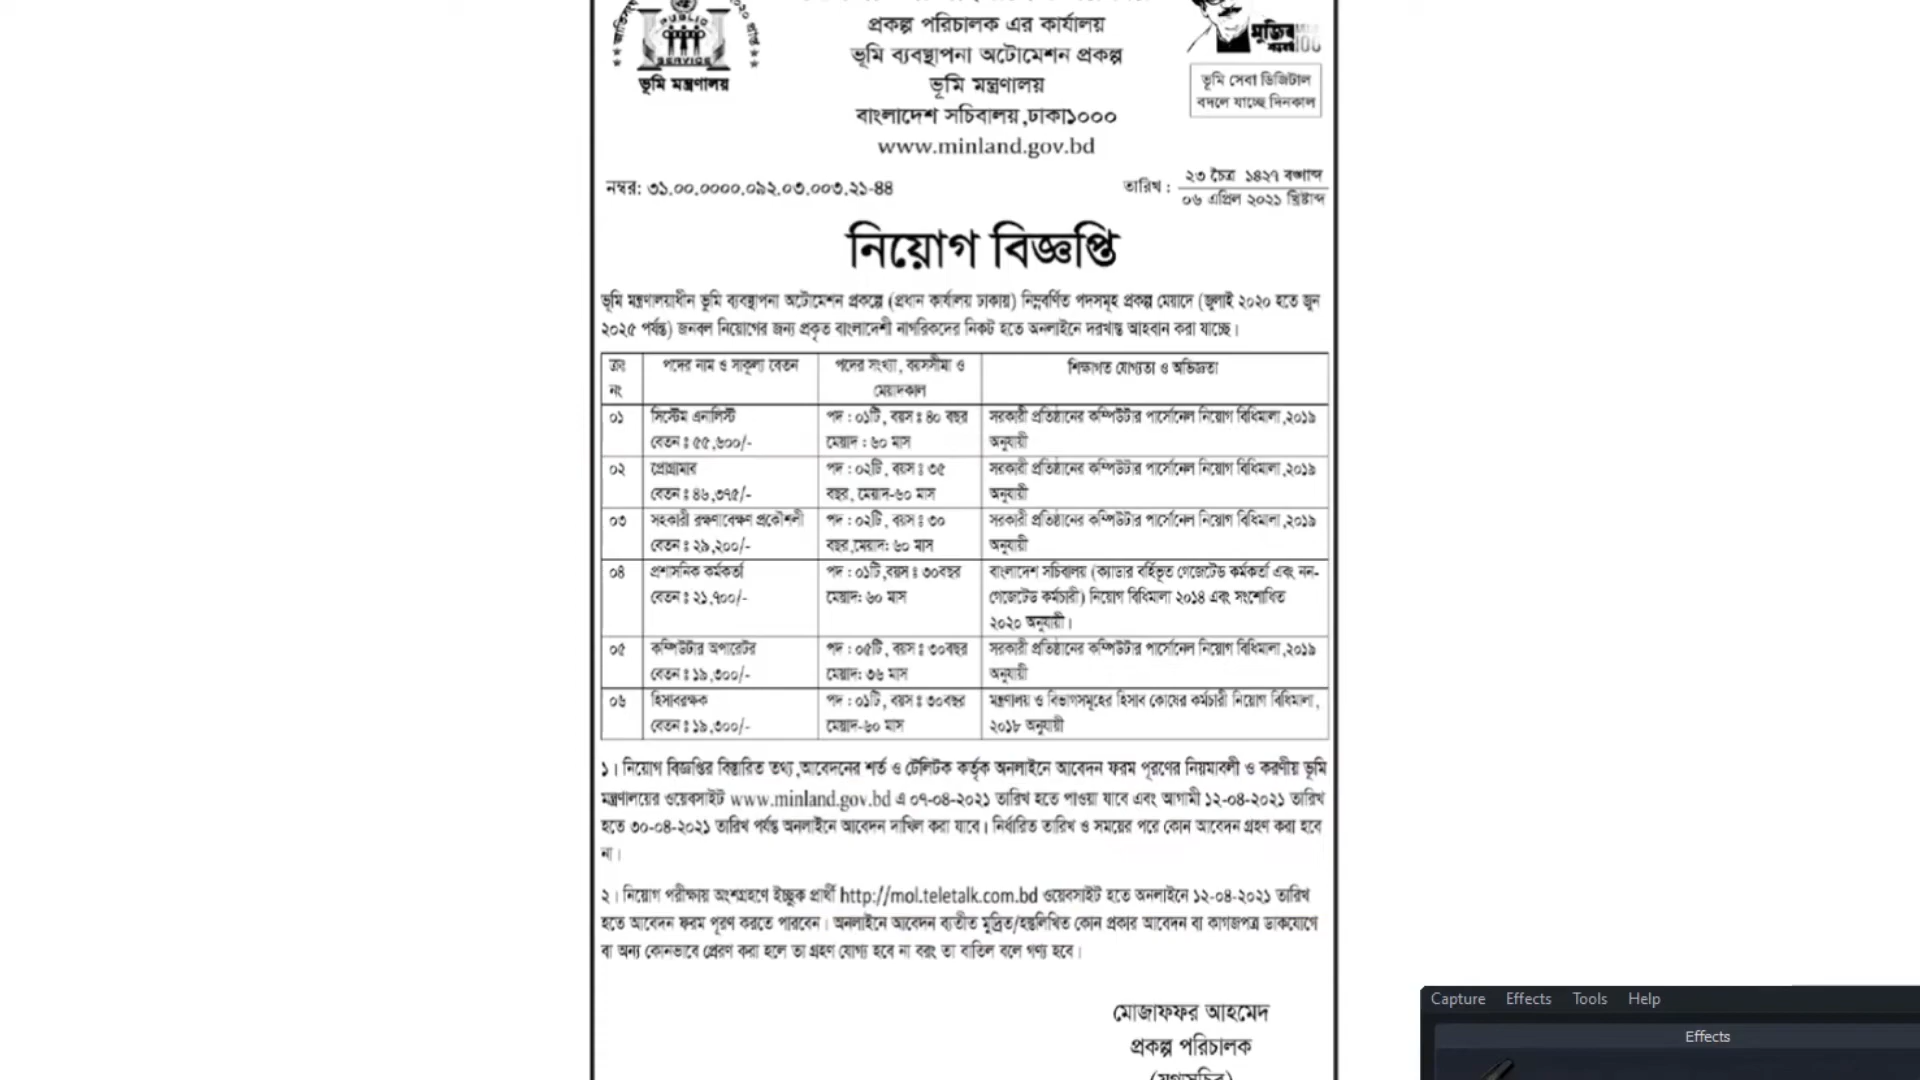 PUBLIC
SERVICE
ভূমি মন্ত্রণালয়
প্রকল্প পরিচালক এর কার্যালয়
ভূমি ব্যবস্থাপনা অটোমেশন প্রকল্প
ভূমি মন্ত্রণালয়
বাংলাদেশ সচিবালয় ,ঢাকা১০০০
www.minland.gov.bd
মুজিব
100
ভূমি সেবা ডিজিটাল
বদলে যাচ্ছে দিনকাল
নম্বর: ৩১.০০.০০০০.০৯২.০৩.০০৩.২১-৪৪
তারিখ : ২৩ চৈত্র ১৪২৭ বঙ্গাব্দ
০৬ এপ্রিল ২০২১ খ্রিষ্টাব্দ
নিয়োগ বিজ্ঞপ্তি
ভূমি মন্ত্রণালয়াধীন ভুমি ব্যবস্থাপনা অটোমেশন প্রকল্পে (প্রধান কার্যালয় ঢাকায়) নিম্নবর্ণিত পদসমূহ প্রকল্প মেয়াদে (জুলাই ২০২০ হতে জুন
২০২৫ পর্যন্ত) জনবল নিয়োগের জন্য প্রকৃত বাংলাদেশী নাগরিকদের নিকট হতে অনলাইনে দরখাস্ত আহবান করা যাচ্ছে।
ক্রঃ নং পদের নাম ও সাকূল্য বেতন পদের সংখ্যা, বয়সসীমা ও মেয়াদকাল শিক্ষাগত যোগ্যতা ও অভিজ্ঞতা
০১ সিস্টেম এনালিস্ট পদ : ০১টি, বয়স ঃ ৪০ বছর সরকারী প্রতিষ্ঠানের কম্পিউটার পার্সোনেল নিয়োগ বিধিমালা,২০১৯
বেতন ঃ ৫৫,৬০০/- মেয়াদ : ৬০ মাস অনুযায়ী
০২ প্রোগ্রামার পদ : ০২টি, বয়স ঃ ৩৫ সরকারী প্রতিষ্ঠানের কম্পিউটার পার্সোনেল নিয়োগ বিধিমালা,২০১৯
বেতন ঃ ৪৬,৩৭৫/- বছর, মেয়াদ-৬০ মাস অনুযায়ী
০৩ সহকারী রক্ষণাবেক্ষণ প্রকৌশলী পদ : ০২টি, বয়স ঃ ৩০ সরকারী প্রতিষ্ঠানের কম্পিউটার পার্সোনেল নিয়োগ বিধিমালা,২০১৯
বেতন ঃ ২৯,২০০/- বছর,মেয়াদ: ৬০ মাস অনুযায়ী
০৪ প্রশাসনিক কর্মকর্তা পদ : ০১টি,বয়স ঃ ৩০বছর বাংলাদেশ সচিবালয় (ক্যাডার বর্হিভূত গেজেটেড কর্মকর্তা এবং নন-
বেতন ঃ ২১,৭০০/- মেয়াদ: ৬০ মাস গেজেটেড কর্মচারী) নিয়োগ বিধিমালা ২০১৪ এবং সংশোধিত
২০২০ অনুযায়ী।
০৫ কম্পিউটার অপারেটর পদ : ০৫টি, বয়স ঃ ৩০বছর সরকারী প্রতিষ্ঠানের কম্পিউটার পার্সোনেল নিয়োগ বিধিমালা,২০১৯
বেতন ঃ ১৯,৩০০/- মেয়াদ: ৩৬ মাস অনুযায়ী
০৬ হিসাবরক্ষক পদ : ০১টি, বয়স ঃ ৩০বছর মন্ত্রণালয় ও বিভাগসমূহের হিসাব কোষের কর্মচারী নিয়োগ বিধিমালা,
বেতন ঃ ১৯,৩০০/- মেয়াদ-৬০ মাস ২০১৮ অনুযায়ী
১। নিয়োগ বিজ্ঞপ্তির বিস্তারিত তথ্য ,আবেদনের শর্ত ও টেলিটক কর্তৃক অনলাইনে আবেদন ফরম পূরণের নিয়মাবলী ও করণীয় ভূমি
মন্ত্রণালয়ের ওয়েবসাইট www.minland.gov.bd এ ০৭-০৪-২০২১ তারিখ হতে পাওয়া যাবে এবং আগামী ১২-০৪-২০২১ তারিখ
হতে ৩০-০৪-২০২১ তারিখ পর্যন্ত অনলাইনে আবেদন দাখিল করা যাবে। নির্ধারিত তারিখ ও সময়ের পরে কোন আবেদন গ্রহণ করা হবে
না।
২। নিয়োগ পরীক্ষায় অংশগ্রহণে ইচ্ছুক প্রার্থী http://mol.teletalk.com.bd ওয়েবসাইট হতে অনলাইনে ১২-০৪-২০২১ তারিখ
হতে আবেদন ফরম পূরণ করতে পারবেন। অনলাইনে আবেদন ব্যতীত মুদ্রিত/হস্তলিখিত কোন প্রকার আবেদন বা কাগজপত্র ডাকযোগে
বা অন্য কোনভাবে প্রেরণ করা হলে তা গ্রহণ যোগ্য হবে না বরং তা বাতিল বলে গণ্য হবে।
মোজাফফর আহমেদ
প্রকল্প পরিচালক
Capture Effects Tools Help
Effects